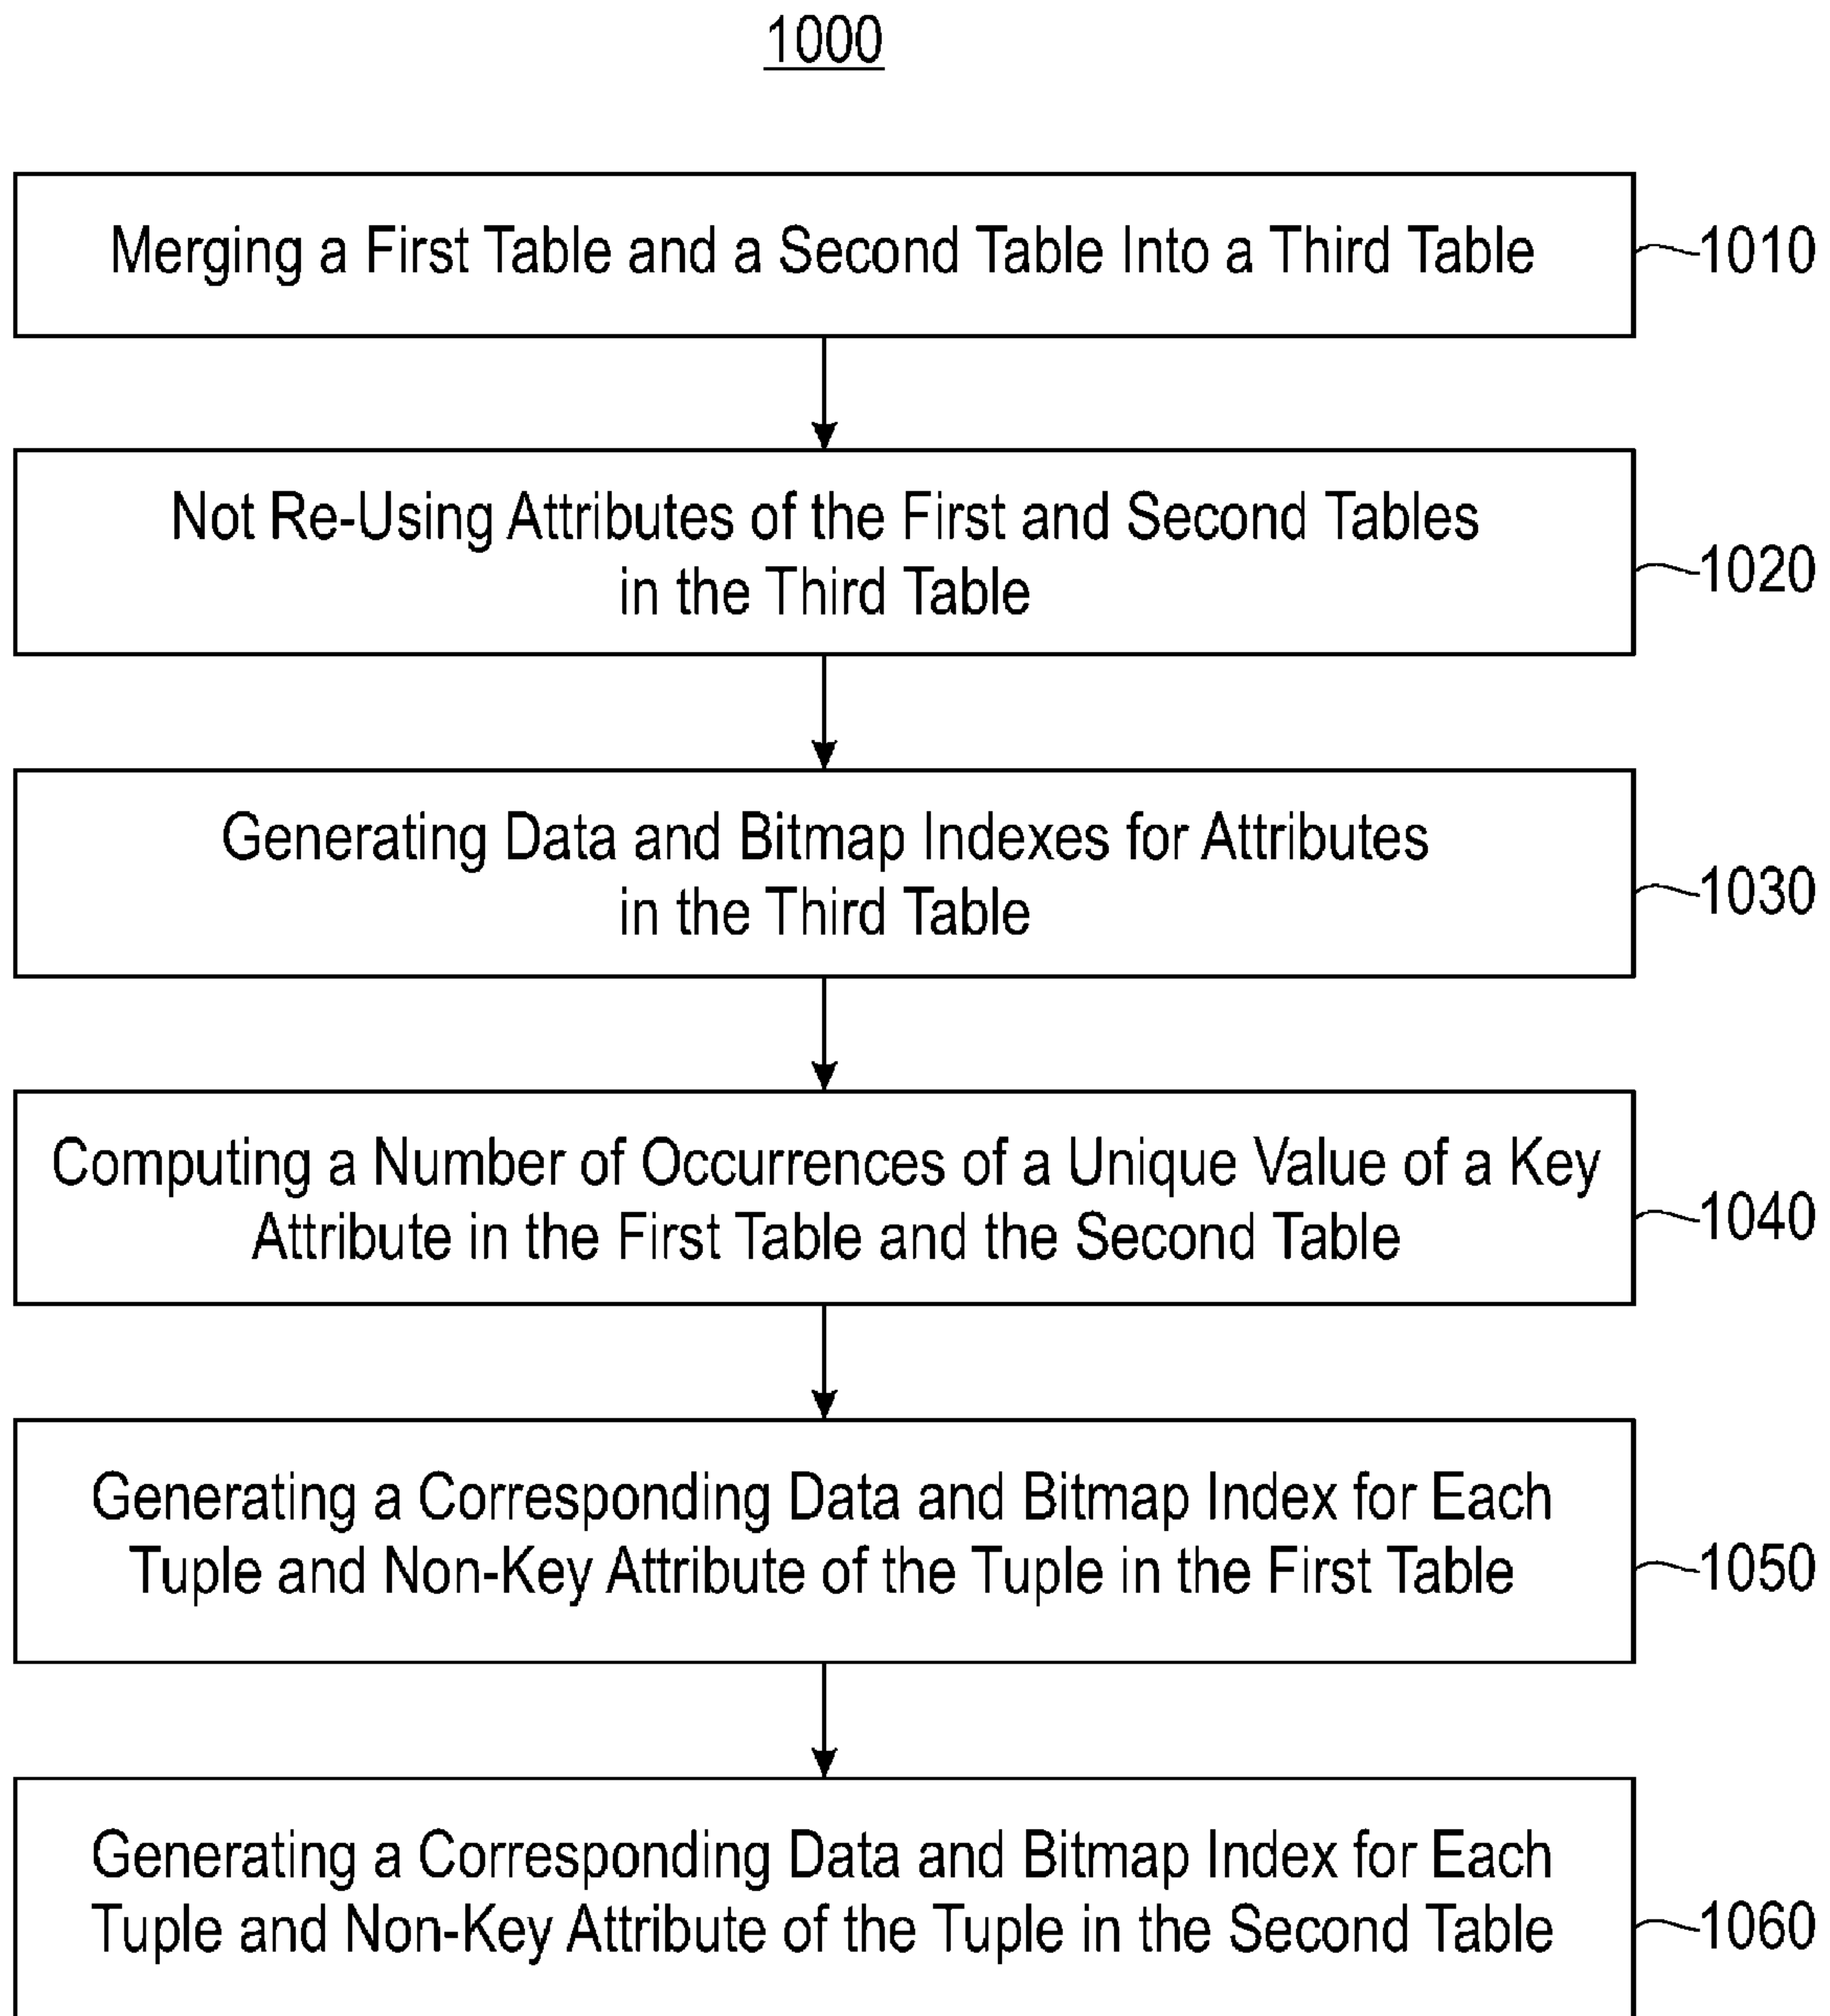 1000
Merging a First Table and a Second Table Into a Third Table
1010
Not Re-Using Attributes of the First and Second Tables
in the Third Table
1020
Generating Data and Bitmap Indexes for Attributes
in the Third Table
1030
Computing a Number of Occurrences of a Unique Value of a Key
Attribute in the First Table and the Second Table
1040
Generating a Corresponding Data and Bitmap Index for Each
Tuple and Non-Key Attribute of the Tuple in the First Table
1050
Generating a Corresponding Data and Bitmap Index for Each
Tuple and Non-Key Attribute of the Tuple in the Second Table
1060